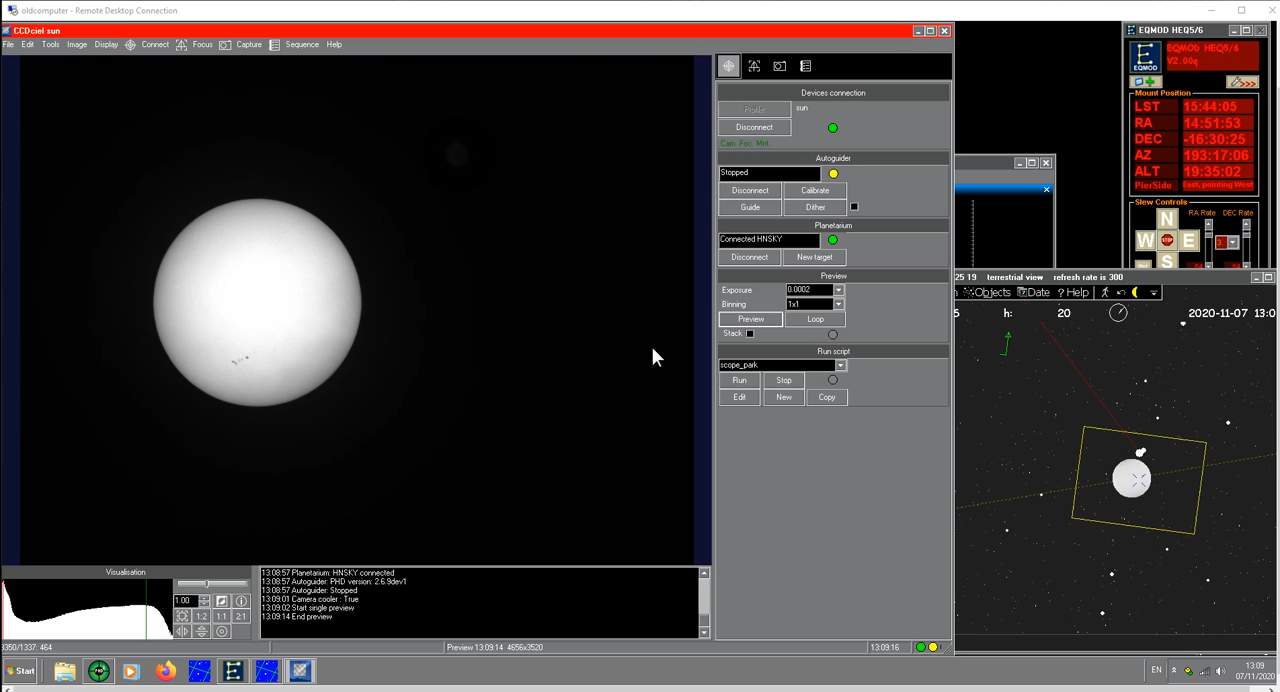 oldcomputer - Remote Desktop Connection
CCDciel sun
File Edit Tools Image Display Connect Focus Capture Sequence Help
Devices connection
Profile sun
Disconnect
Cam. Foc. Mnt.
Autoguider
Stopped
Disconnect Calibrate
Guide Dither
Planetarium
Connected HNSKY
Disconnect New target
Preview
Exposure 0.0002
Binning 1x1
Preview Loop
Stack
Run script
scope_park
Run Stop
Edit New Copy
EQMOD HEQ5/6
EQMOD HEQ5/6
V2.00q
Mount Position
LST 15:44:05
RA 14:51:53
DEC -16:30:25
AZ 193:17:06
ALT 19:35:02
PierSide East, pointing West
Slew Controls
RA Rate DEC Rate
N
W STOP E 3
S
25 19 terrestrial view refresh rate is 300
Objects Date ? Help
5 h: 20 2020-11-07 13:0
Visualisation
1.00
1:2 1:1 2:1
13:08:57 Planetarium: HNSKY connected
13:08:57 Autoguider: PHD version: 2.6.9dev1
13:08:57 Autoguider: Stopped
13:09:01 Camera cooler : True
13:09:02 Start single preview
13:09:14 End preview
3350/1337: 464 Preview 13:09:14 4656x3520 13:09:16
Start EN 13:09
07/11/2020